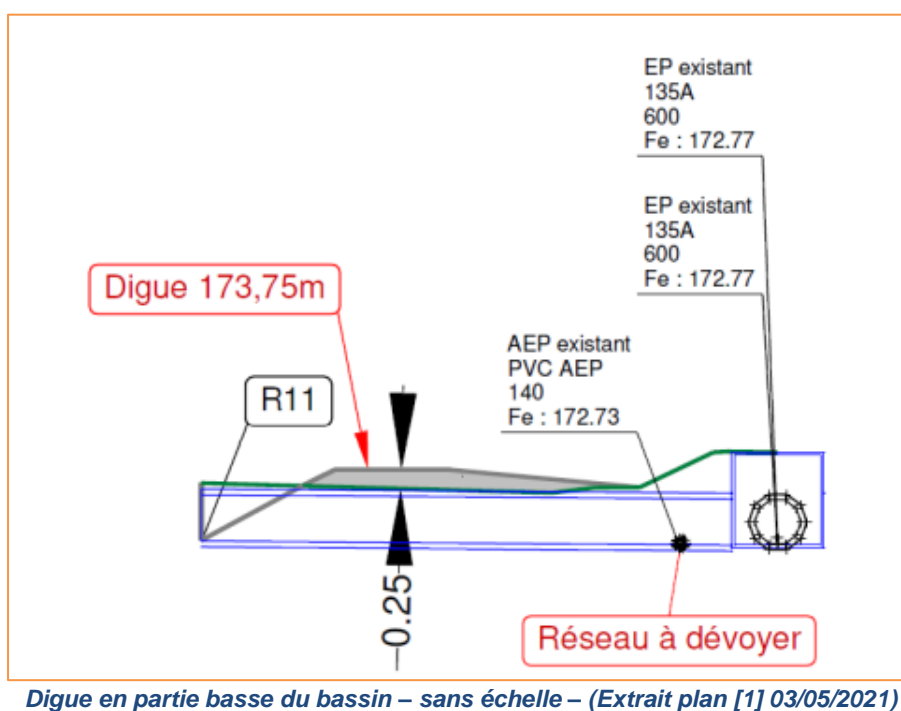 EP existant
135A
600
Fe : 172.77
EP existant
135A
600
Fe : 172.77
Digue 173,75m
AEP existant
PVC AEP
140
Fe : 172.73
R11
0.25
Réseau à dévoyer
Digue en partie basse du bassin – sans échelle – (Extrait plan [1] 03/05/2021)